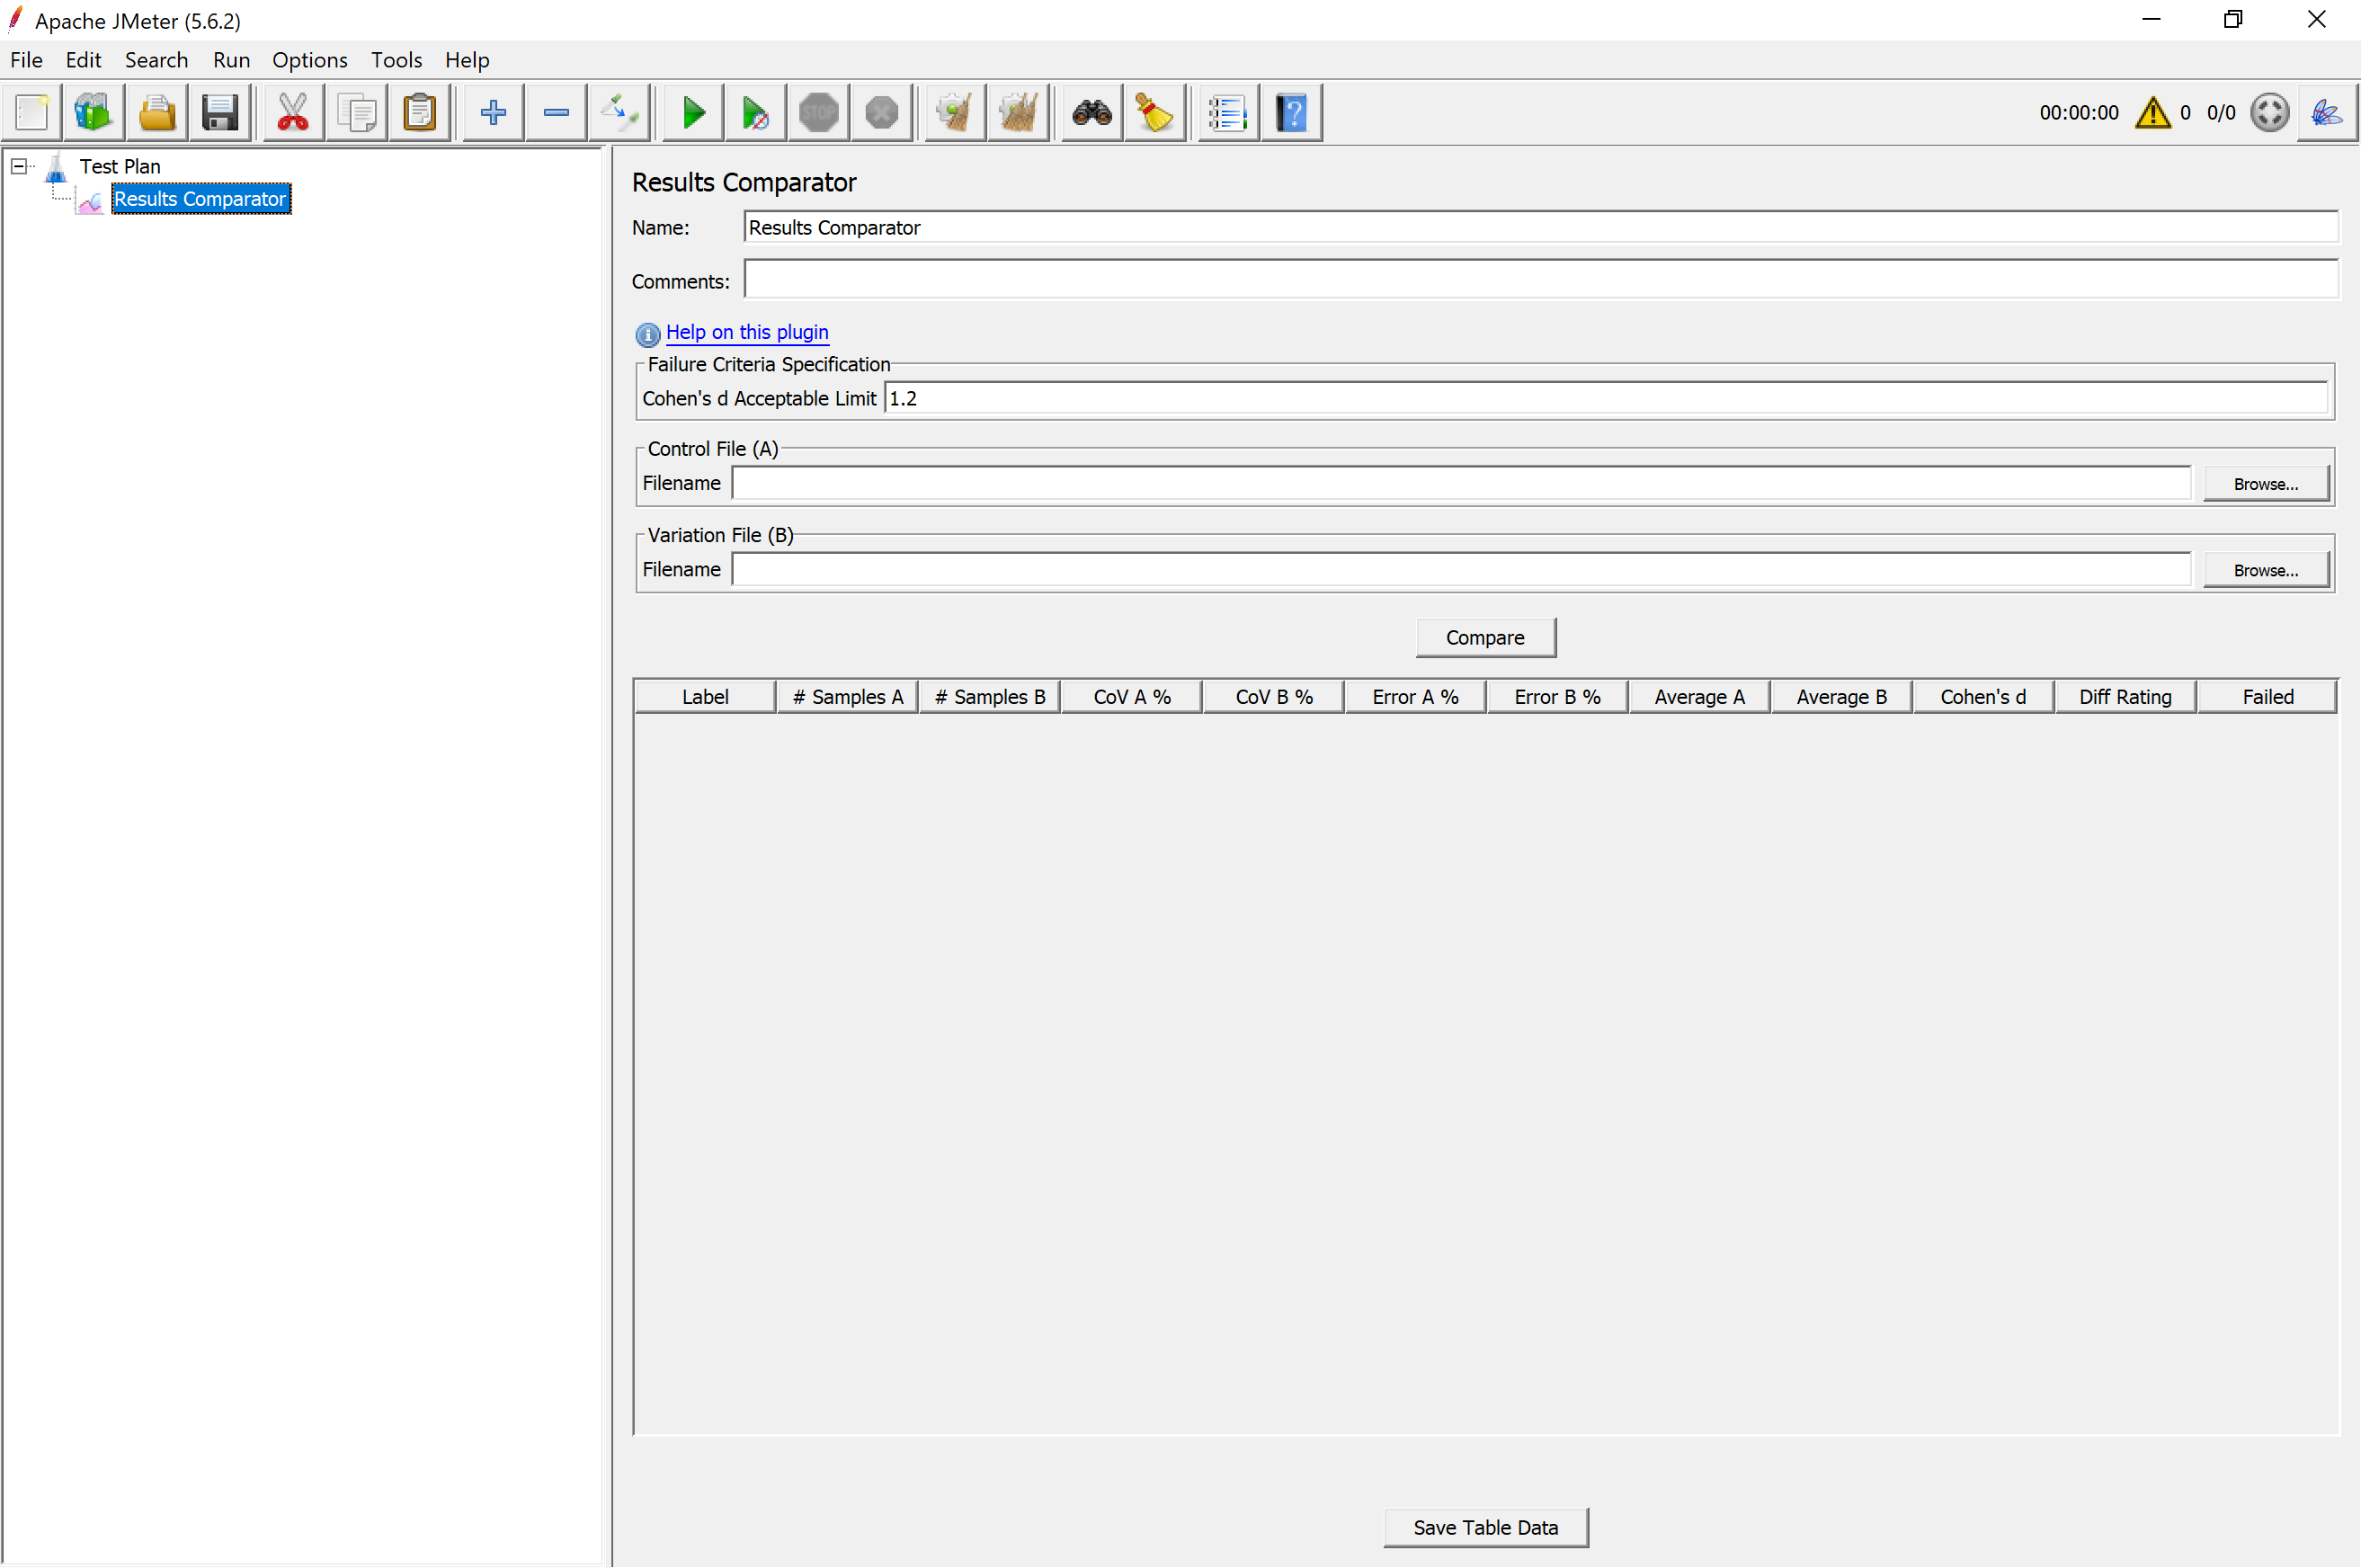 Apache JMeter (5.6.2)
File Edit Search Run Options Tools Help
STOP
00:00:00 0 0/0
Test Plan
Results Comparator
Results Comparator
Name: Results Comparator
Comments:
Help on this plugin
Failure Criteria Specification
Cohen's d Acceptable Limit 1.2
Control File (A)
Filename Browse...
Variation File (B)
Filename Browse...
Compare
Label # Samples A # Samples B CoV A % CoV B % Error A % Error B % Average A Average B Cohen's d Diff Rating Failed
Save Table Data